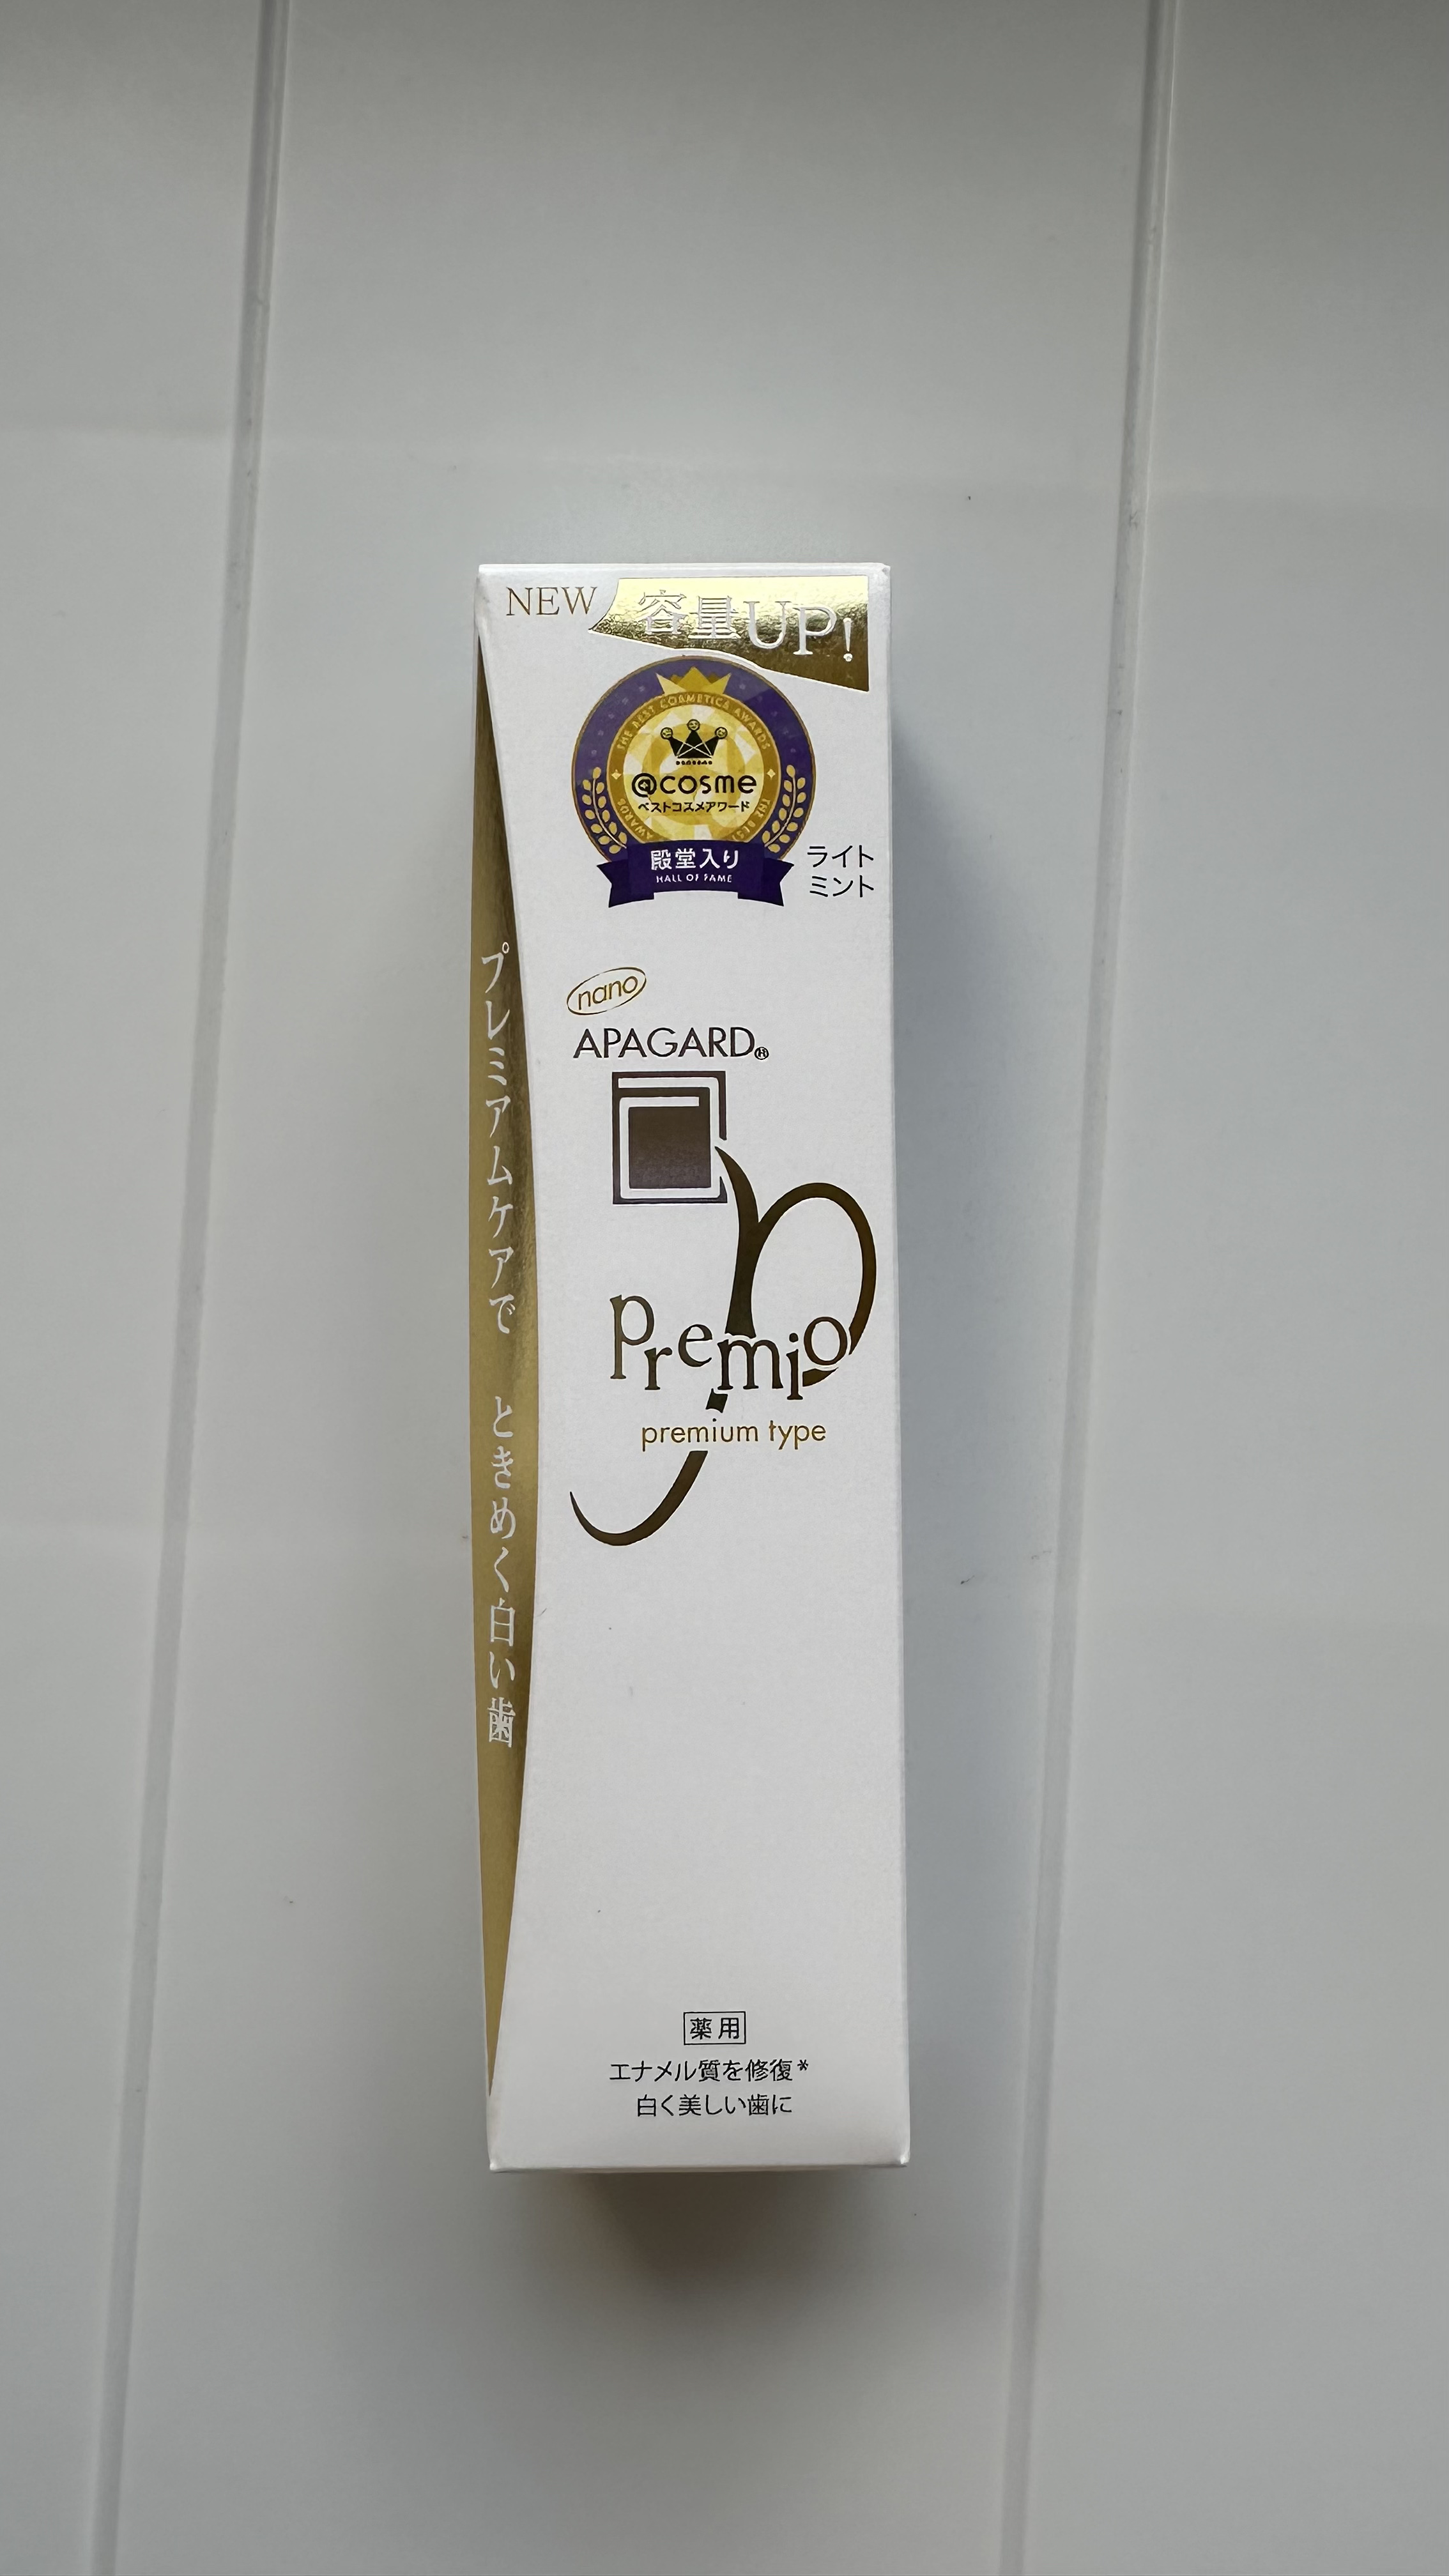 NEW
容量UP!
THE BEST COSMETICS AWARDS
@cosme
ベストコスメアワード
殿堂入り
HALL OF FAME
ライト
ミント
nano
APAGARD®
premio
premium type
プレミアムケアで ときめく白い歯
薬用
エナメル質を修復*
白く美しい歯に